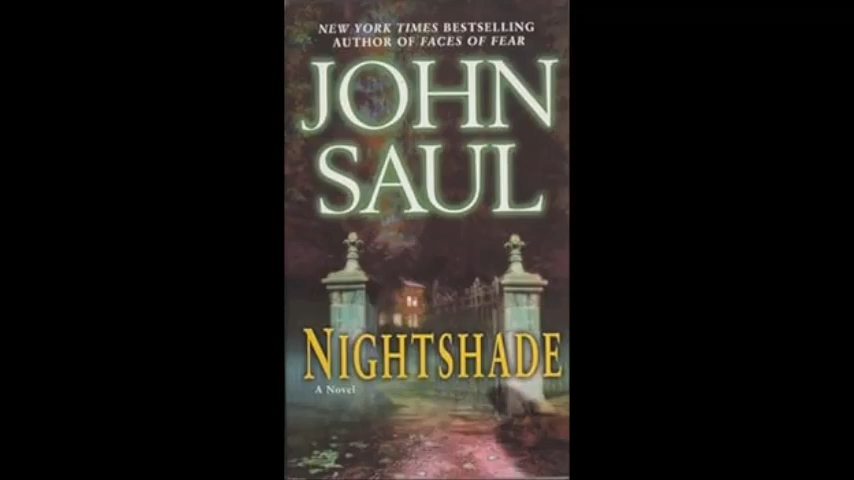 NEW YORK TIMES BESTSELLING
AUTHOR OF FACES OF FEAR
JOHN
SAUL
NIGHTSHADE
A Novel